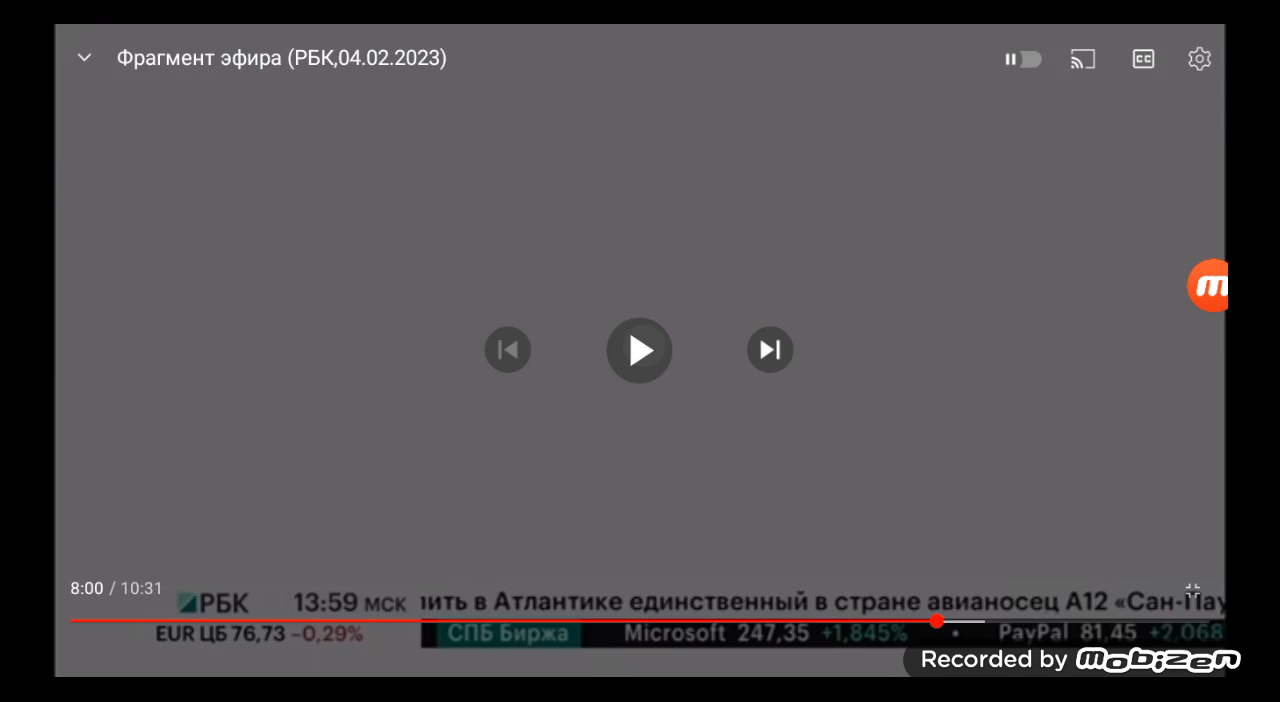 Фрагмент эфира (РБК,04.02.2023)
CC
8:00 / 10:31
РБК 13:59 МСК ить в Атлантике единственный в стране авианосец А12 «Сан-Пау
EUR ЦБ 76,73 −0,29% СПБ Биржа Microsoft 247,35 +1,845% • PayPal 81,45 +2,068
Recorded by mobizen